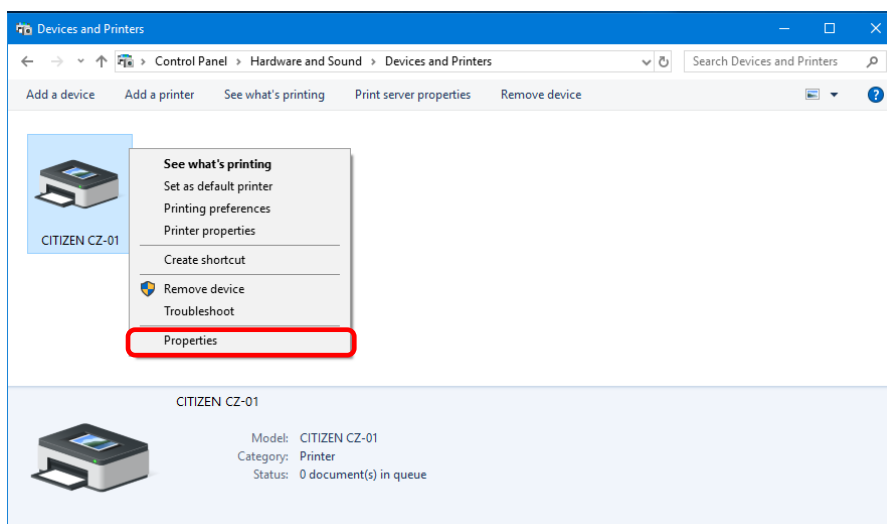 Devices and Printers
Control Panel > Hardware and Sound > Devices and Printers
Search Devices and Printers
Add a device Add a printer See what's printing Print server properties Remove device
CITIZEN CZ-01
See what's printing
Set as default printer
Printing preferences
Printer properties
Create shortcut
Remove device
Troubleshoot
Properties
CITIZEN CZ-01
Model: CITIZEN CZ-01
Category: Printer
Status: 0 document(s) in queue